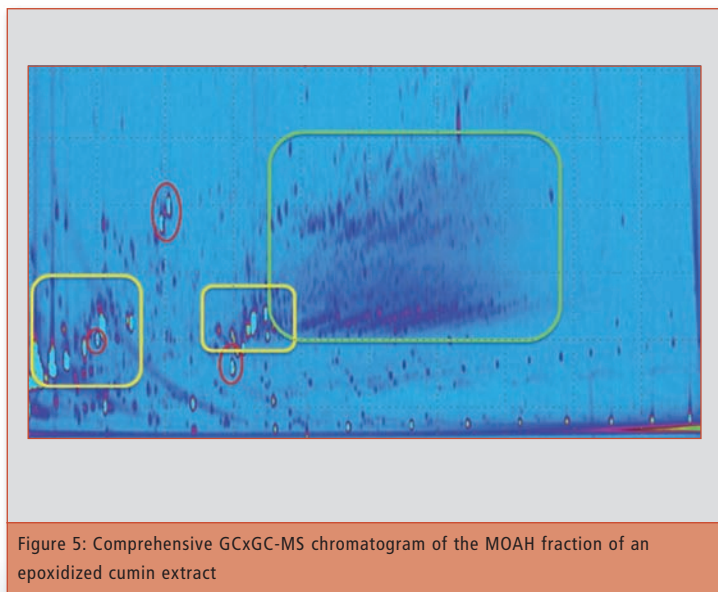 Figure 5: Comprehensive GCxGC-MS chromatogram of the MOAH fraction of an
epoxidized cumin extract